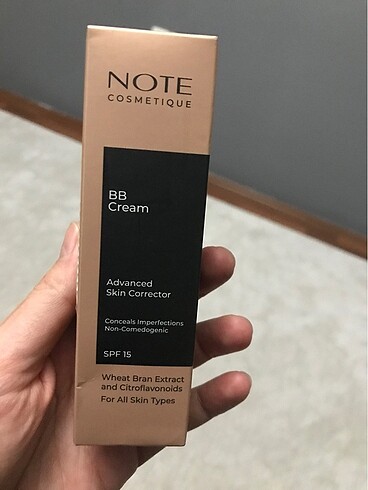 NOTE
COSMETIQUE
BB
Cream
Advanced
Skin Corrector
Conceals Imperfections
Non-Comedogenic
SPF 15
Wheat Bran Extract
and Citroflavonoids
For All Skin Types